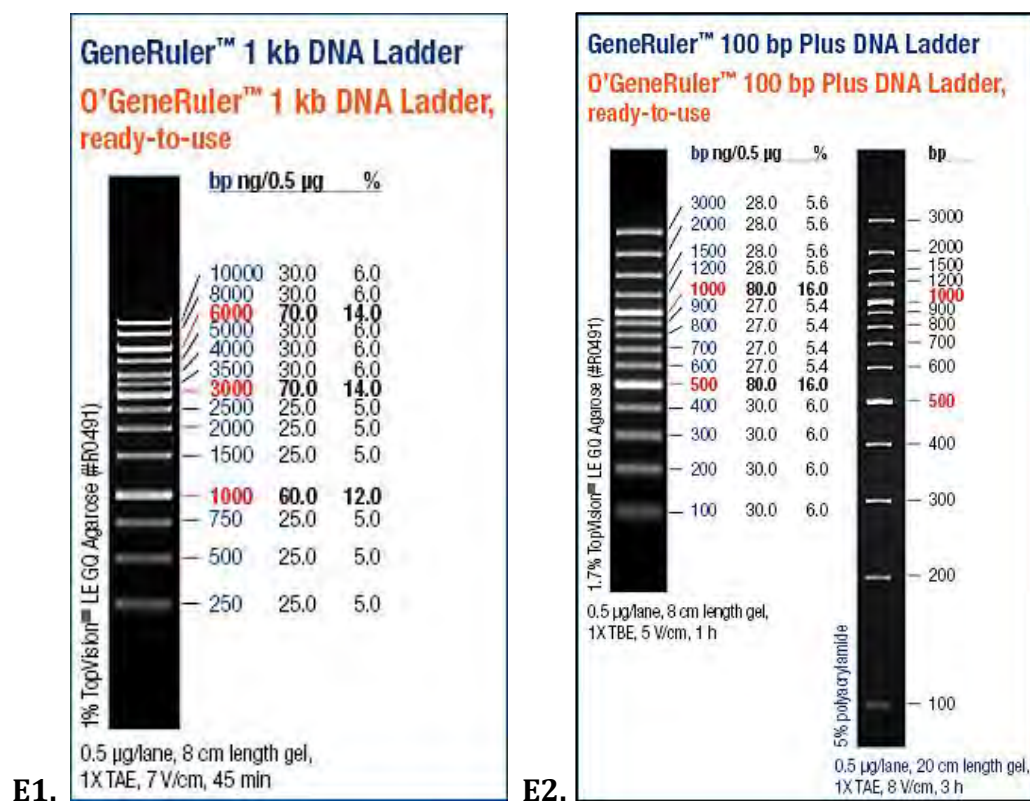 GeneRuler™ 1 kb DNA Ladder
O'GeneRuler™ 1 kb DNA Ladder,
ready-to-use
bp ng/0.5 µg %
10000 30.0 6.0
8000 30.0 6.0
6000 70.0 14.0
5000 30.0 6.0
4000 30.0 6.0
3500 30.0 6.0
3000 70.0 14.0
2500 25.0 5.0
2000 25.0 5.0
1500 25.0 5.0
1000 60.0 12.0
750 25.0 5.0
500 25.0 5.0
250 25.0 5.0
1% TopVision™ LE GQ Agarose (#R0491)
0.5 µg/lane, 8 cm length gel,
1X TAE, 7 V/cm, 45 min
E1.
GeneRuler™ 100 bp Plus DNA Ladder
O'GeneRuler™ 100 bp Plus DNA Ladder,
ready-to-use
bp ng/0.5 µg %
3000 28.0 5.6
2000 28.0 5.6
1500 28.0 5.6
1200 28.0 5.6
1000 80.0 16.0
900 27.0 5.4
800 27.0 5.4
700 27.0 5.4
600 27.0 5.4
500 80.0 16.0
400 30.0 6.0
300 30.0 6.0
200 30.0 6.0
100 30.0 6.0
1.7% TopVision™ LE GQ Agarose (#R0491)
0.5 µg/lane, 8 cm length gel,
1X TBE, 5 V/cm, 1 h
bp
3000
2000
1500
1200
1000
900
800
700
600
500
400
300
200
100
5% polyacrylamide
0.5 µg/lane, 20 cm length gel,
1X TAE, 8 V/cm, 3 h
E2.